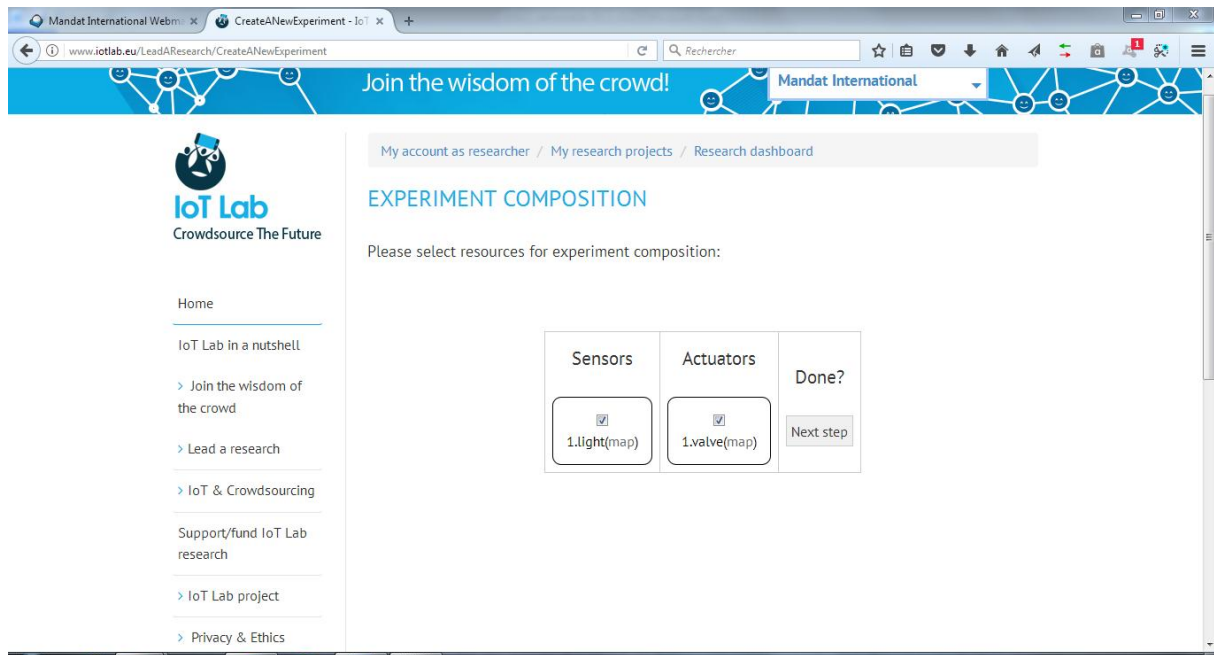 Mandat International Webm
CreateANewExperiment - IoT
www.iotlab.eu/LeadAResearch/CreateANewExperiment
Rechercher
1
Join the wisdom of the crowd!
Mandat International
IoT Lab
Crowdsource The Future
My account as researcher / My research projects / Research dashboard
EXPERIMENT COMPOSITION
Please select resources for experiment composition:
Home
IoT Lab in a nutshell
> Join the wisdom of
the crowd
> Lead a research
> IoT & Crowdsourcing
Support/fund IoT Lab
research
> IoT Lab project
> Privacy & Ethics
Sensors
1.light(map)
Actuators
1.valve(map)
Done?
Next step